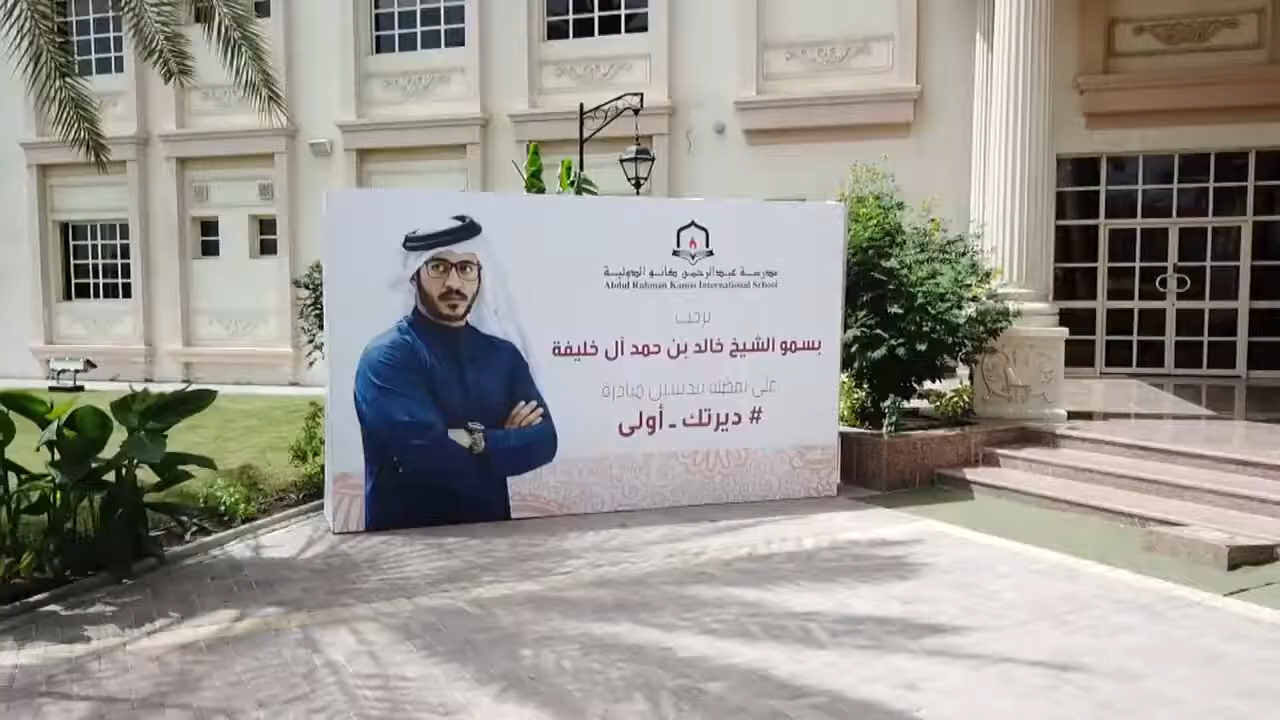 مدرسة عبدالرحمن كانو الدولية
Abdul Rahman Kanoo International School
ترحب
بسمو الشيخ خالد بن حمد آل خليفة
على تفضله بتدشين مبادرة
# ديرتك - أولى